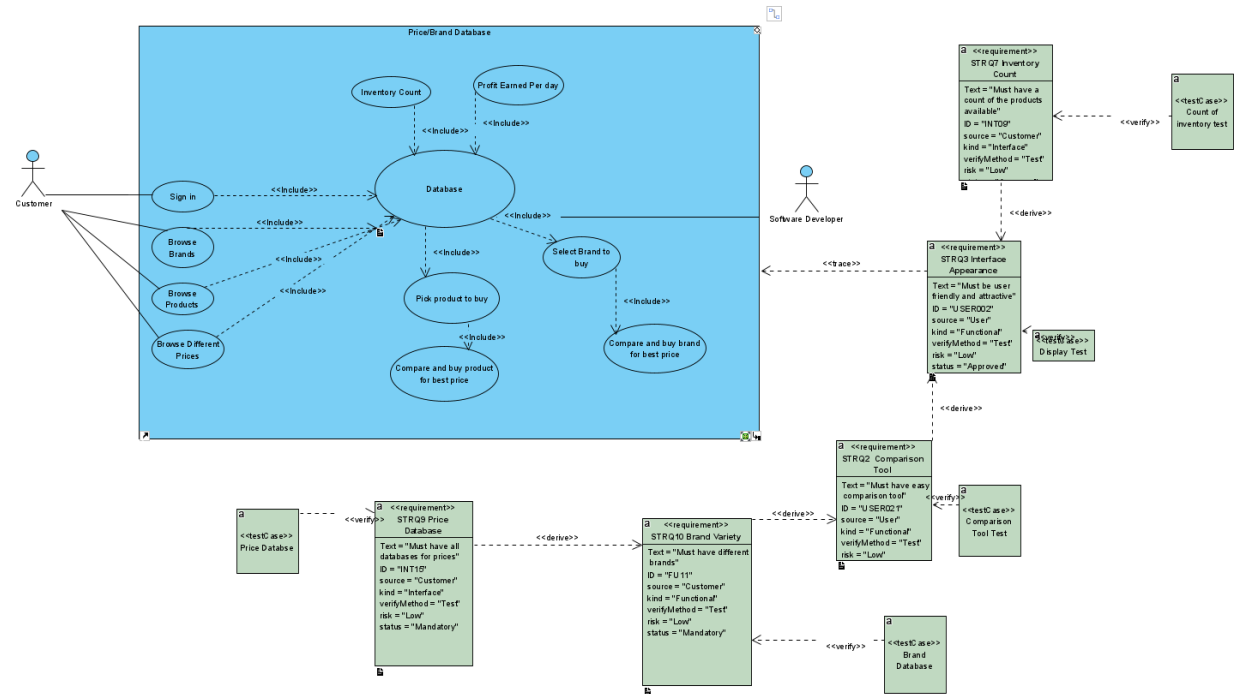 Price/Brand Database
Inventory Count
Profit Earned Per day
<<Include>>
<<Include>>
Customer
Sign in
<<Include>>
Database
<<Include>>
Software Developer
Browse
Brands
<<Include>>
<<Include>>
<<Include>>
Browse
Products
<<Include>>
Pick product to buy
Select Brand to
buy
<<Include>>
Browse Different
Prices
<<Include>>
Compare and buy product
for best price
Compare and buy brand
for best price
a
<<requirement>>
STRQ7 Inventory
Count
Text = "Must have a
count of the products
available"
ID = "INT09"
source = "Customer"
kind = "Interface"
verifyMethod = "Test"
risk = "Low"
a
<<testCase>>
Count of
inventory test
<<verify>>
<<derive>>
<<trace>>
a
<<requirement>>
STRQ3 Interface
Appearance
Text = "Must be user
friendly and attractive"
ID = "USER002"
source = "User"
kind = "Functional"
verifyMethod = "Test"
risk = "Low"
status = "Approved"
<<verify>>
a
<<testCase>>
Display Test
<<derive>>
a
<<requirement>>
STRQ2 Comparison
Tool
Text = "Must have easy
comparison tool"
ID = "USER021"
source = "User"
kind = "Functional"
verifyMethod = "Test"
risk = "Low"
<<verify>>
a
<<testCase>>
Comparison
Tool Test
a
<<testCase>>
Price Databse
<<verify>>
a
<<requirement>>
STRQ9 Price
Database
Text = "Must have all
databases for prices"
ID = "INT15"
source = "Customer"
kind = "Interface"
verifyMethod = "Test"
risk = "Low"
status = "Mandatory"
<<derive>>
a
<<requirement>>
STRQ10 Brand Variety
Text = "Must have different
brands"
ID = "FU11"
source = "Customer"
kind = "Functional"
verifyMethod = "Test"
risk = "Low"
status = "Mandatory"
<<derive>>
<<verify>>
a
<<testCase>>
Brand
Database